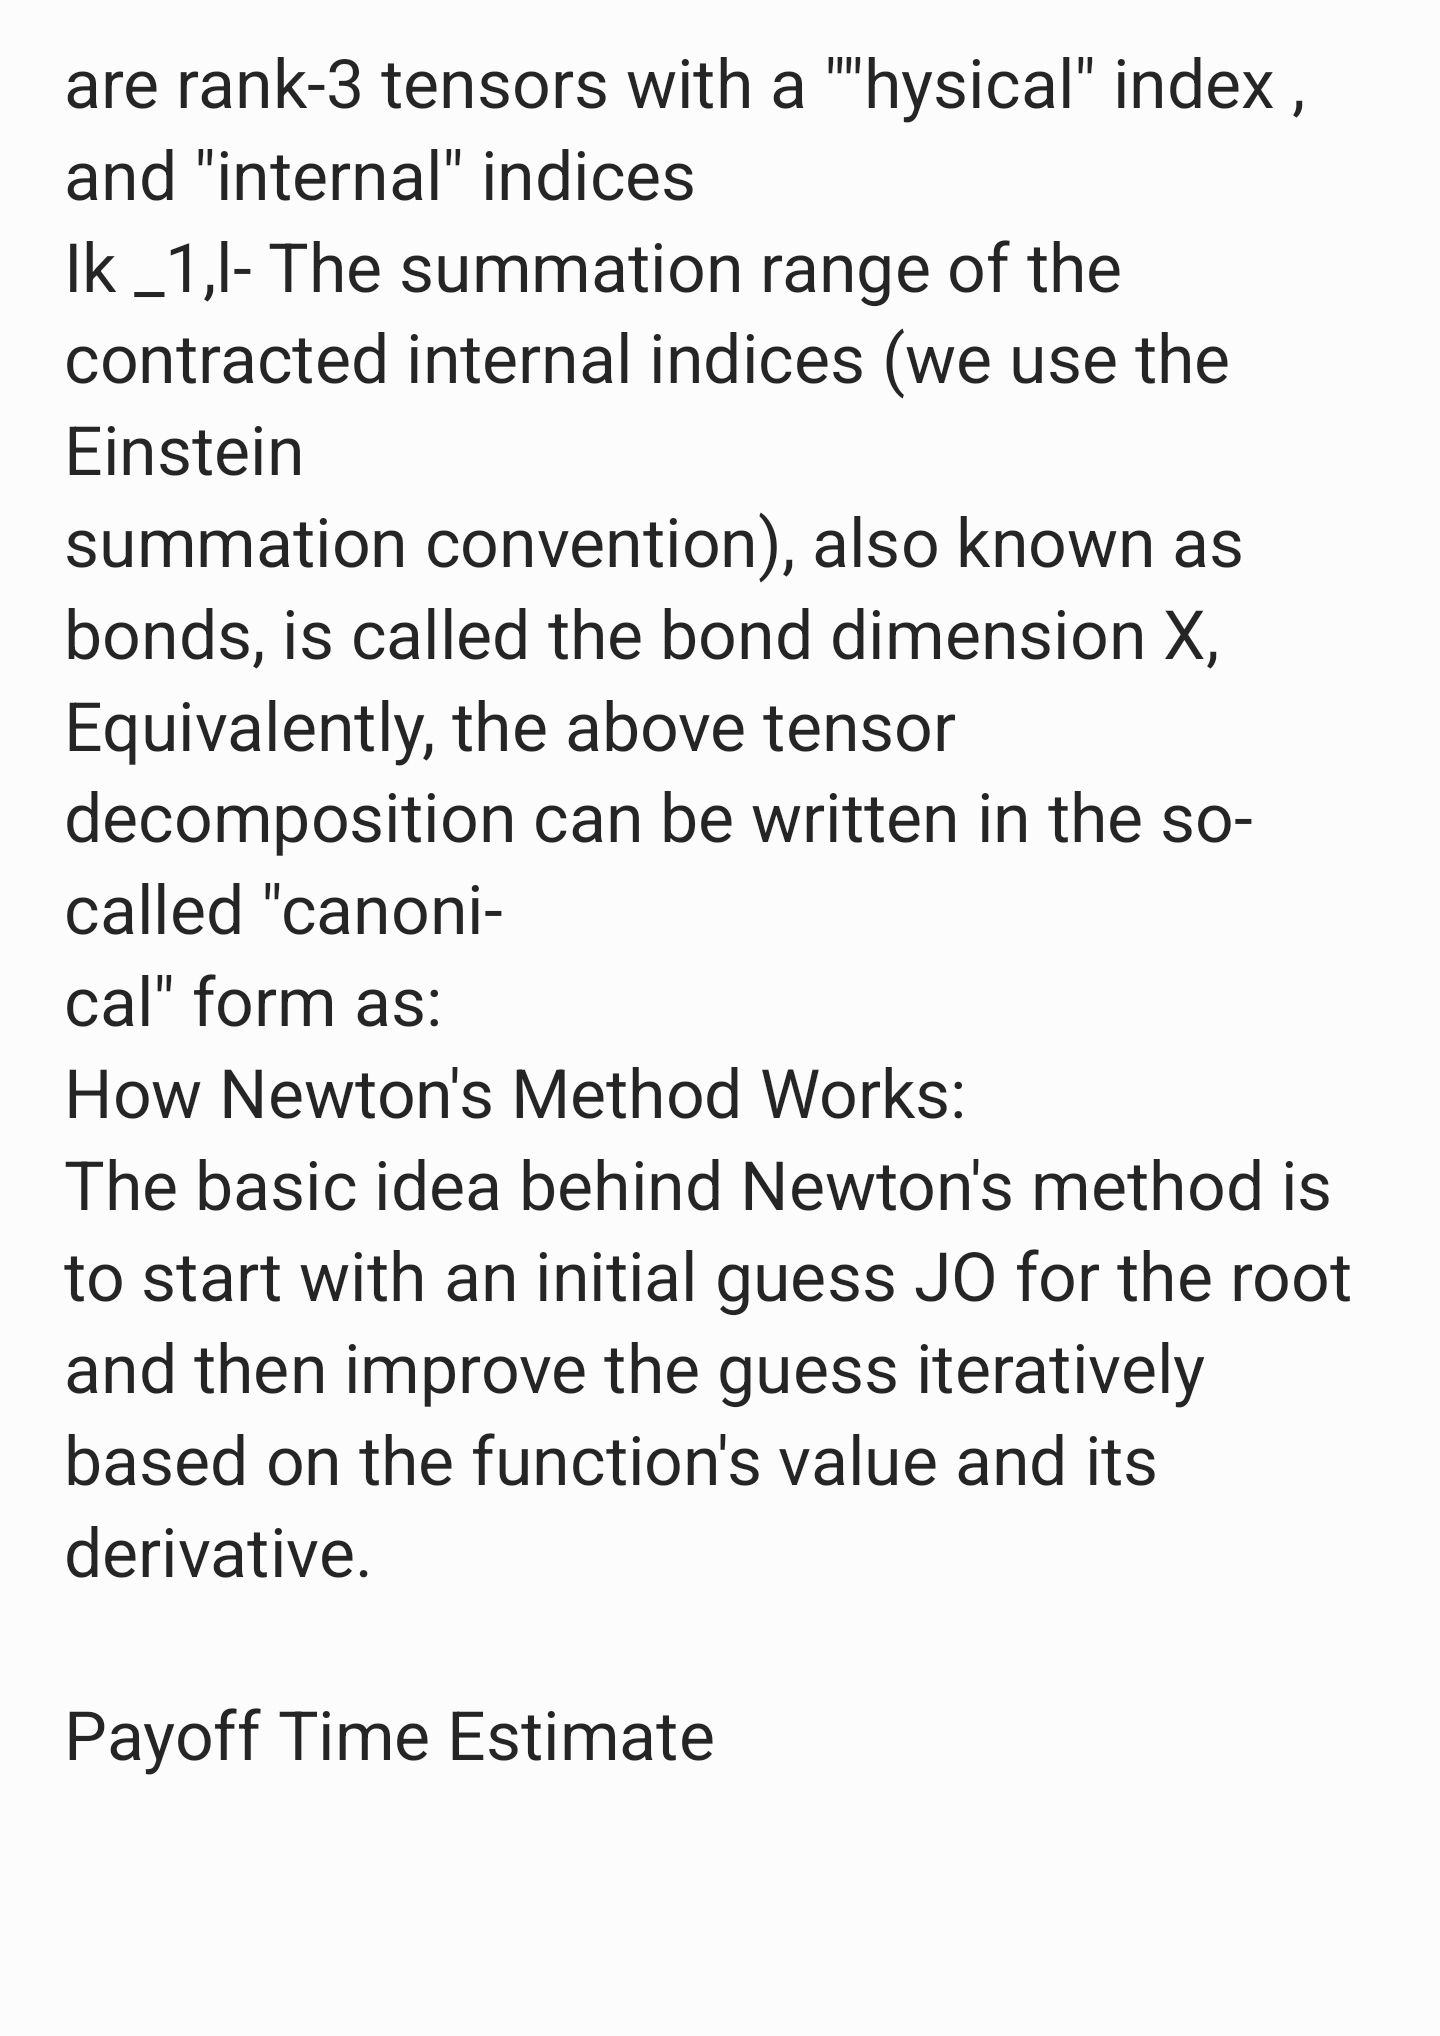 are rank-3 tensors with a ""hysical" index ,
and "internal" indices
Ik _1,l- The summation range of the
contracted internal indices (we use the
Einstein
summation convention), also known as
bonds, is called the bond dimension X,
Equivalently, the above tensor
decomposition can be written in the so-
called "canoni-
cal" form as:
How Newton's Method Works:
The basic idea behind Newton's method is
to start with an initial guess JO for the root
and then improve the guess iteratively
based on the function's value and its
derivative.
Payoff Time Estimate